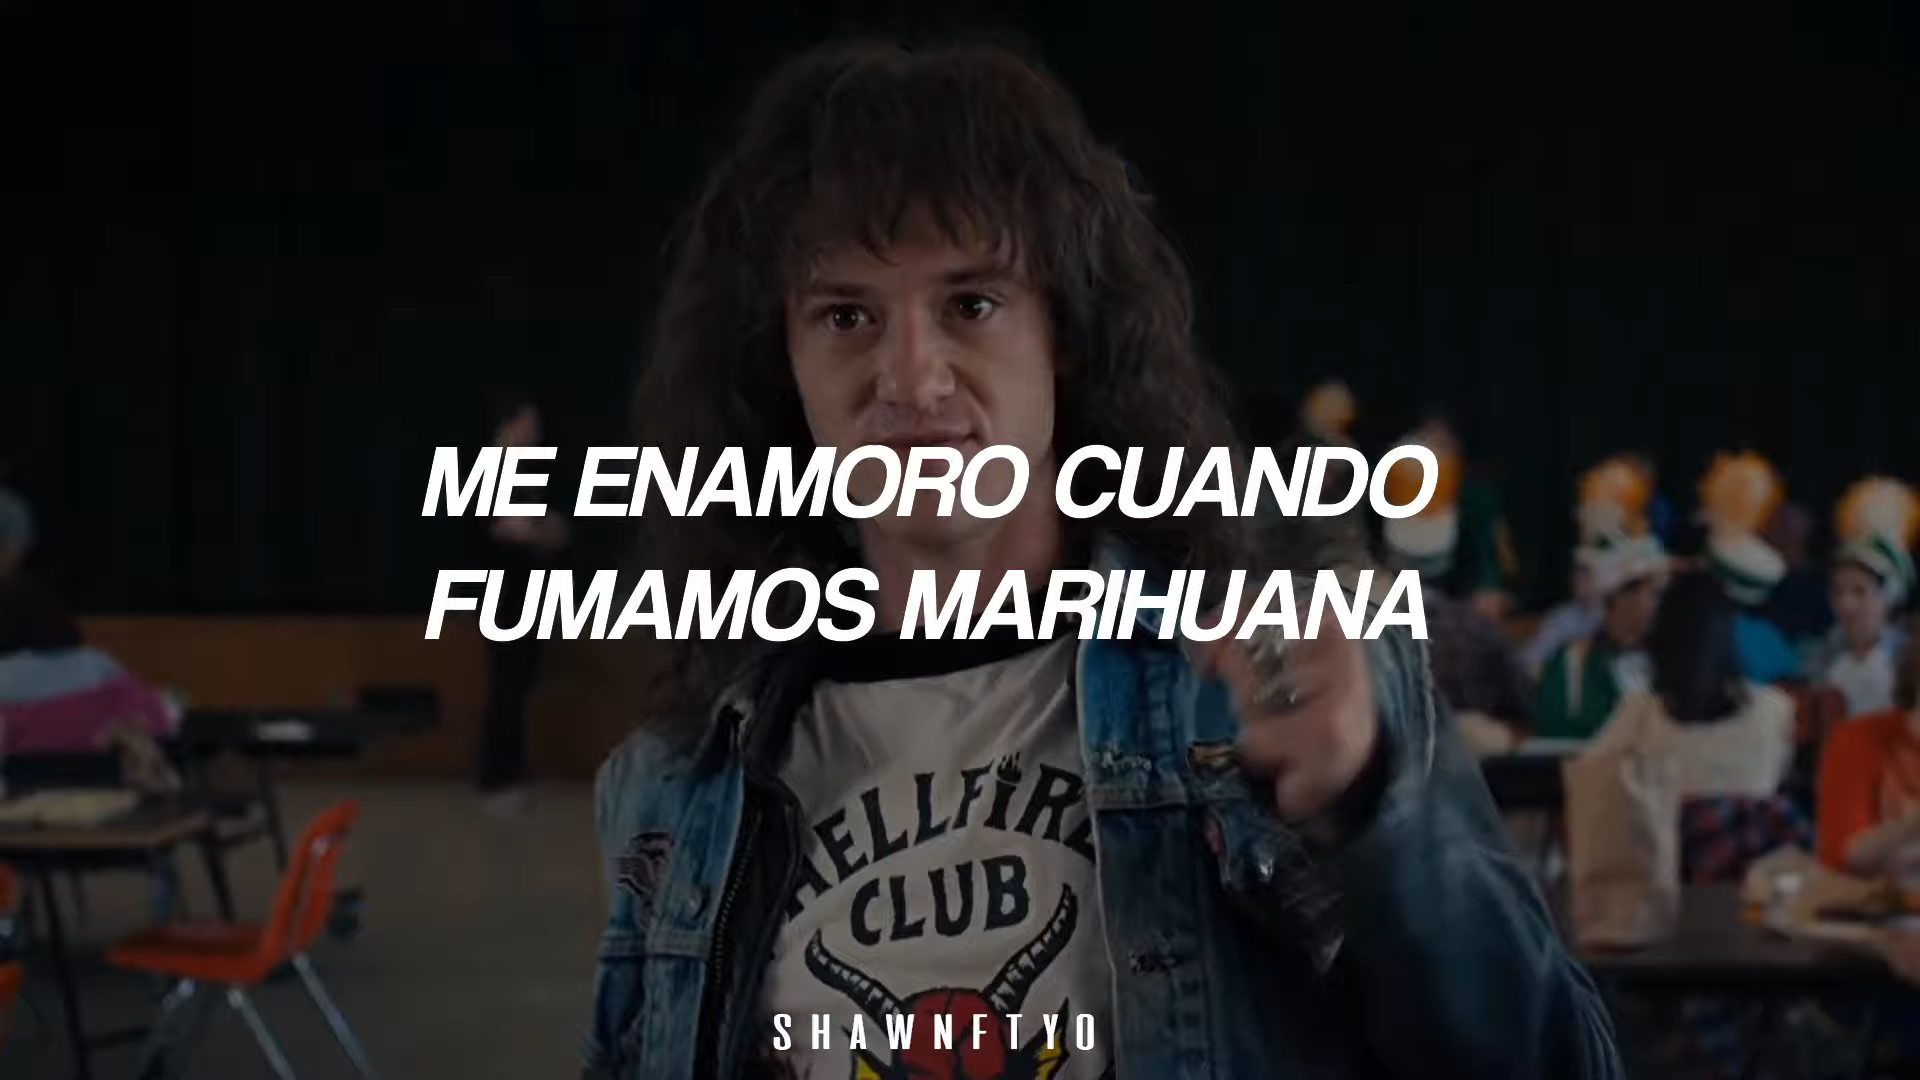 ME ENAMORO CUANDO
FUMAMOS MARIHUANA
HELLFIRE
CLUB
SHAWNFTYO